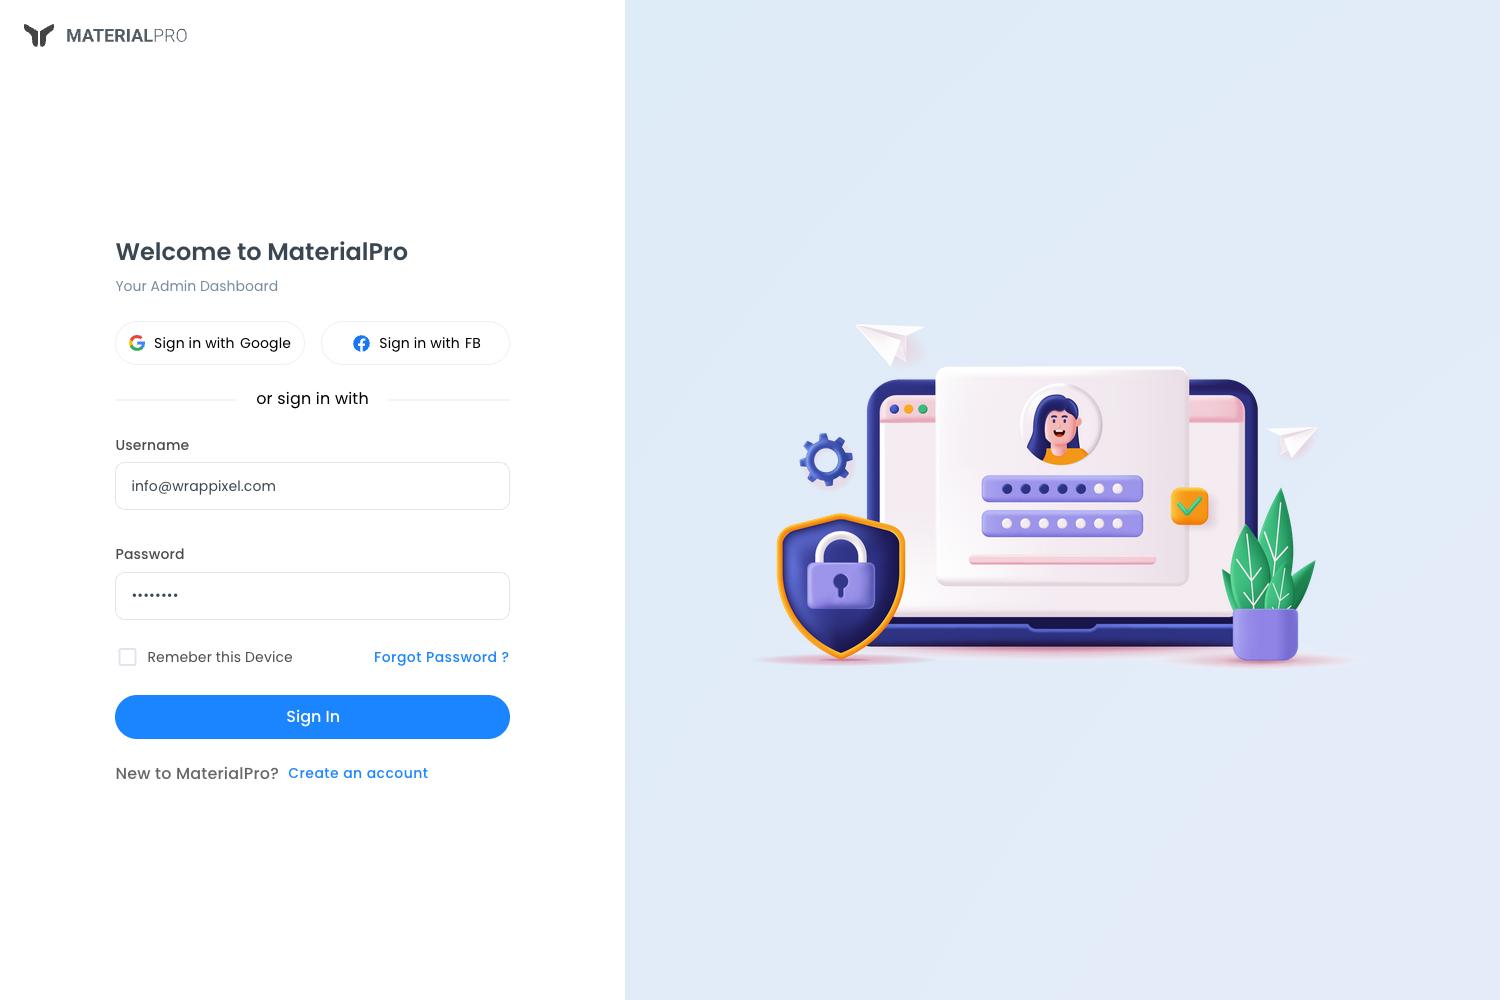 MATERIALPRO
Welcome to MaterialPro
Your Admin Dashboard
Sign in with Google
Sign in with FB
or sign in with
Username
info@wrappixel.com
Password
••••••••
Remeber this Device
Forgot Password ?
Sign In
New to MaterialPro? Create an account